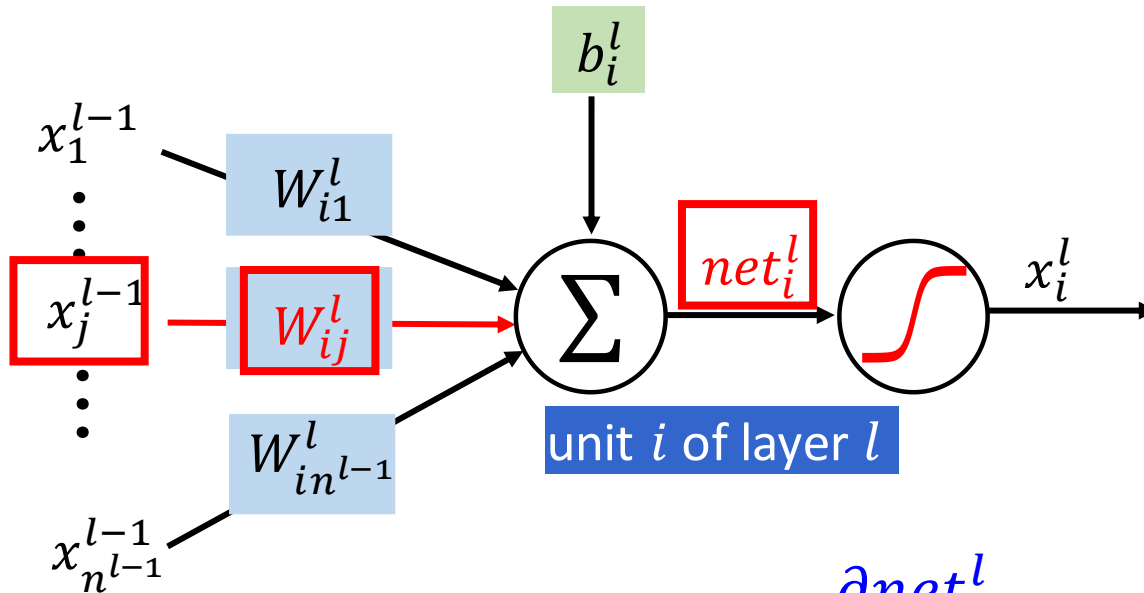 b_i^l
x_1^{l-1}
W_{i1}^l
x_j^{l-1}
W_{ij}^l
Σ
net_i^l
x_i^l
W_{in^{l-1}}^l
unit i of layer l
x_{n^{l-1}}^{l-1}
∂net^l